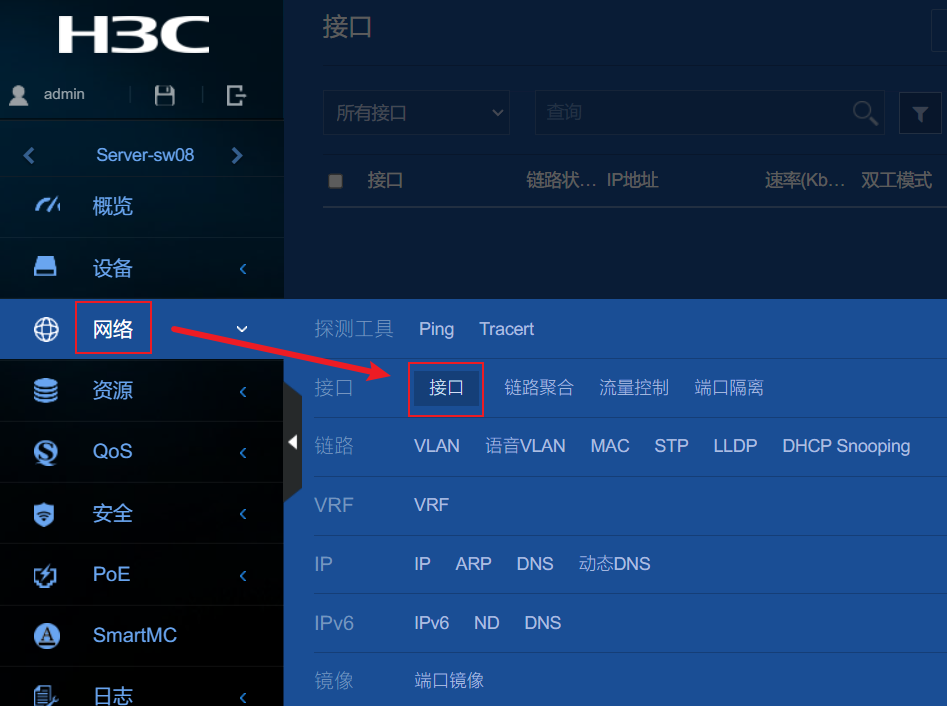 H3C
admin
Server-sw08
概览
设备
网络
资源
QoS
安全
PoE
SmartMC
日志
接口
所有接口 查询
接口 链路状... IP地址 速率(Kb... 双工模式
探测工具 Ping Tracert
接口 接口 链路聚合 流量控制 端口隔离
链路 VLAN 语音VLAN MAC STP LLDP DHCP Snooping
VRF VRF
IP IP ARP DNS 动态DNS
IPv6 IPv6 ND DNS
镜像 端口镜像